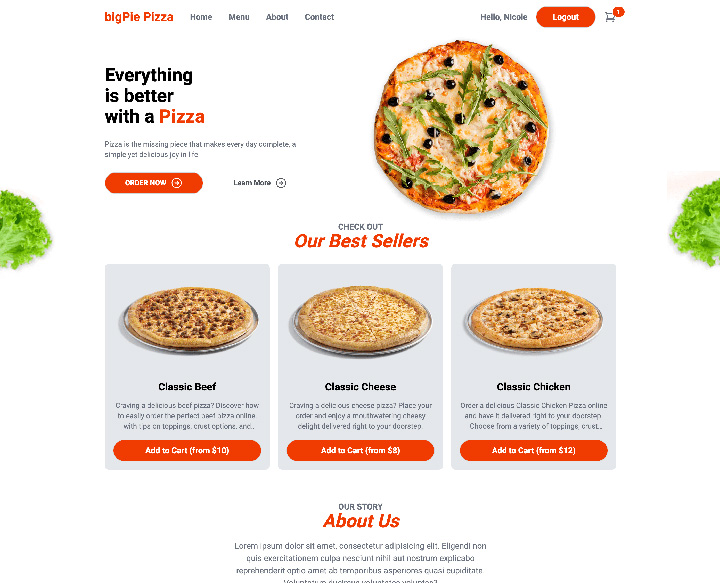 bigPie Pizza Home Menu About Contact Hello, Nicole Logout 1
Everything
is better
with a Pizza
Pizza is the missing piece that makes every day complete, a
simple yet delicious joy in life
ORDER NOW Learn More
CHECK OUT
Our Best Sellers
Classic Beef
Craving a delicious beef pizza? Discover how
to easily order the perfect beef pizza online
with tips on toppings, crust options, and...
Add to Cart (from $10)
Classic Cheese
Craving a delicious cheese pizza? Place your
order and enjoy a mouthwatering cheesy
delight delivered right to your doorstep.
Add to Cart (from $8)
Classic Chicken
Order a delicious Classic Chicken Pizza online
and have it delivered right to your doorstep.
Choose from a variety of toppings, crust...
Add to Cart (from $12)
OUR STORY
About Us
Lorem ipsum dolor sit amet, consectetur adipisicing elit. Eligendi non
quis exercitationem culpa nesciunt nihil aut nostrum explicabo
reprehenderit optio amet ab temporibus asperiores quasi cupiditate.
Voluptatum ducimus voluptates voluptas?